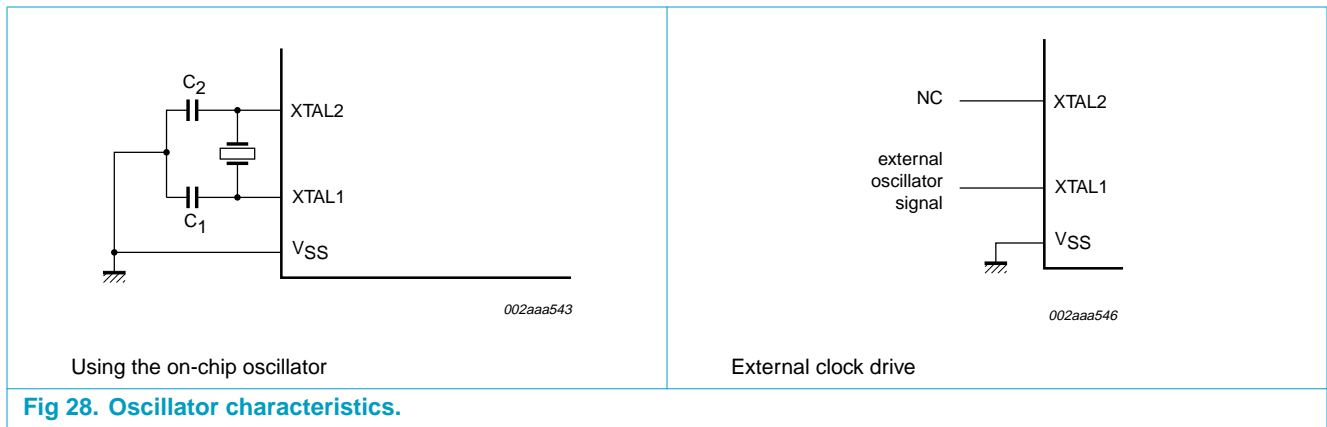 C2
XTAL2
XTAL1
C1
VSS
002aaa543
Using the on-chip oscillator
NC
XTAL2
external
oscillator
signal
XTAL1
VSS
002aaa546
External clock drive
Fig 28. Oscillator characteristics.